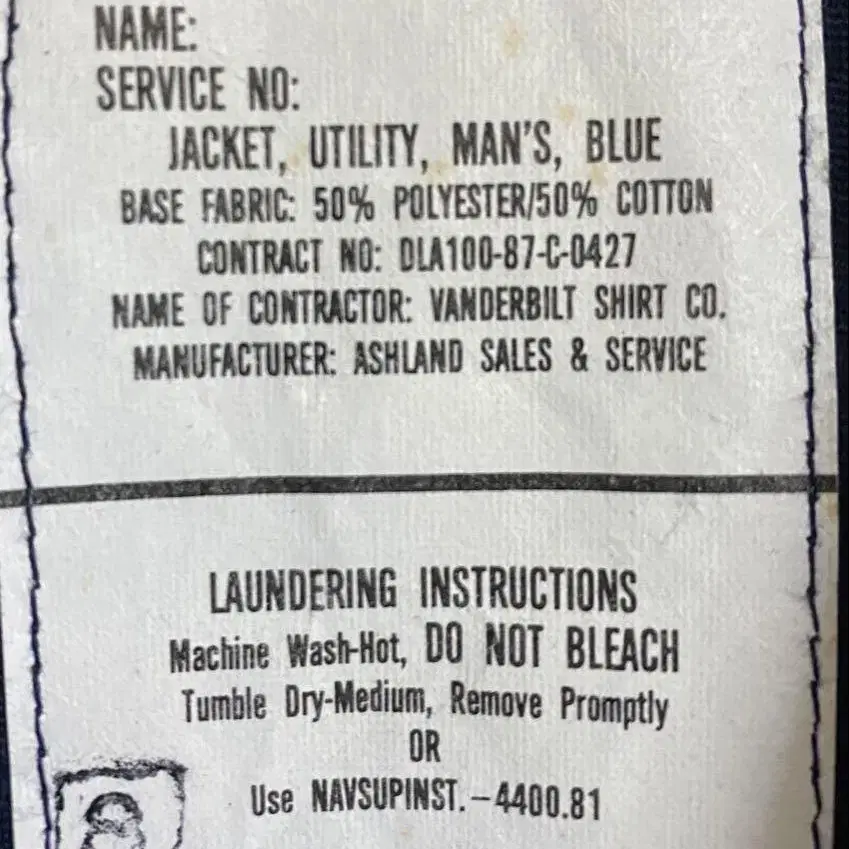 NAME:
SERVICE NO:
JACKET, UTILITY, MAN'S, BLUE
BASE FABRIC: 50% POLYESTER/50% COTTON
CONTRACT NO: DLA100-87-C-0427
NAME OF CONTRACTOR: VANDERBILT SHIRT CO.
MANUFACTURER: ASHLAND SALES & SERVICE
LAUNDERING INSTRUCTIONS
Machine Wash-Hot, DO NOT BLEACH
Tumble Dry-Medium, Remove Promptly
OR
Use NAVSUPINST.-4400.81